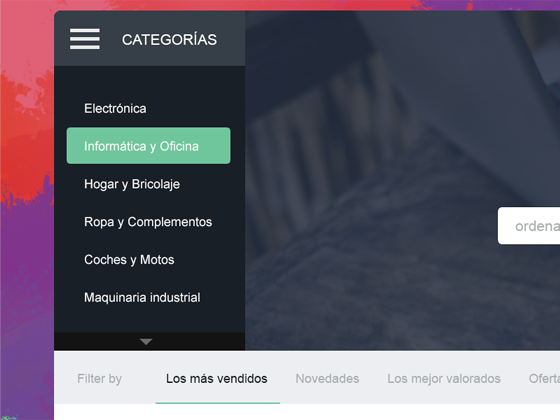 CATEGORÍAS
Electrónica
Informática y Oficina
Hogar y Bricolaje
Ropa y Complementos
Coches y Motos
Maquinaria industrial
ordena
Filter by Los más vendidos Novedades Los mejor valorados Oferta